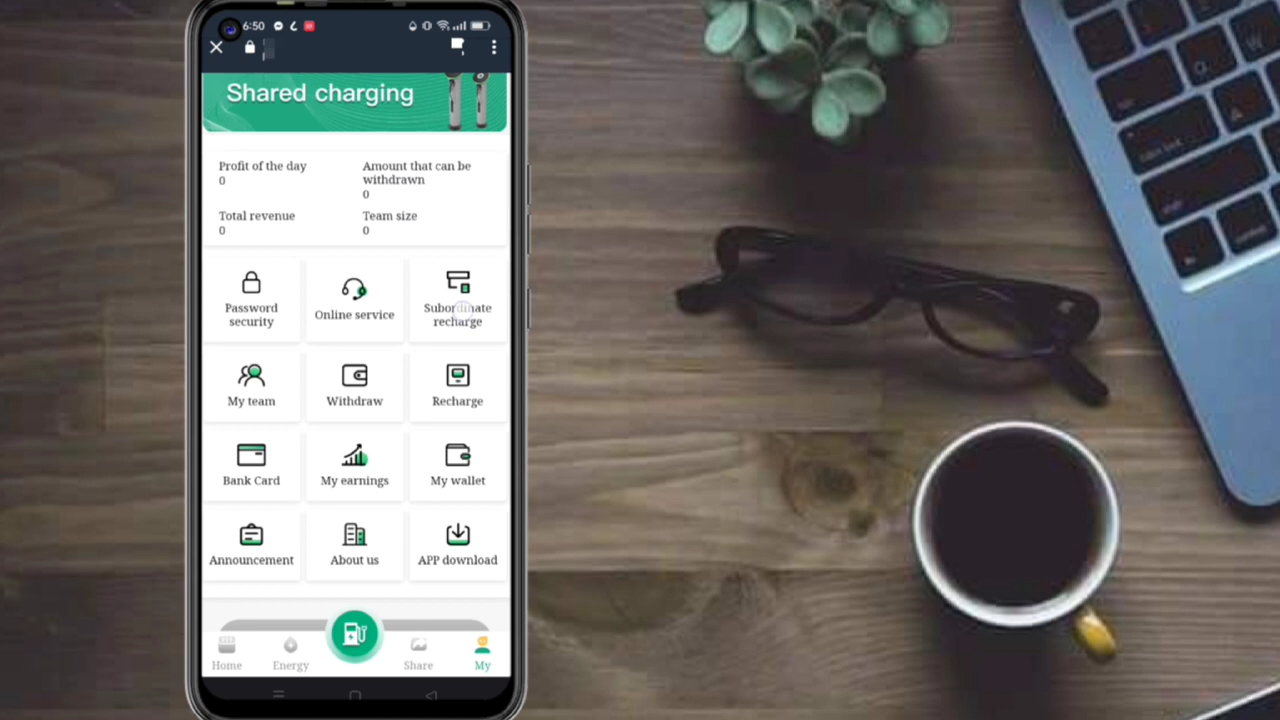 6:50
Shared charging
Profit of the day
0
Amount that can be
withdrawn
0
Total revenue
0
Team size
0
Password
security
Online service
Subordinate
recharge
My team
Withdraw
Recharge
Bank Card
My earnings
My wallet
Announcement
About us
APP download
Home
Energy
Share
My